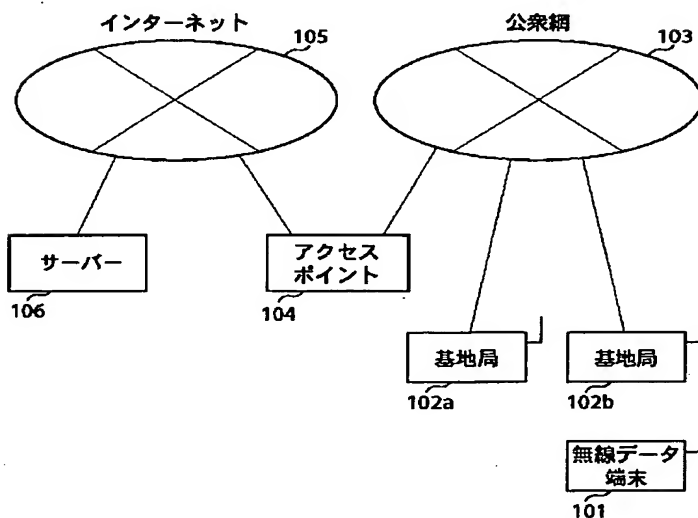 インターネット
105
公衆網
103
サーバー
106
アクセス
ポイント
104
基地局
102a
基地局
102b
無線データ
端末
101